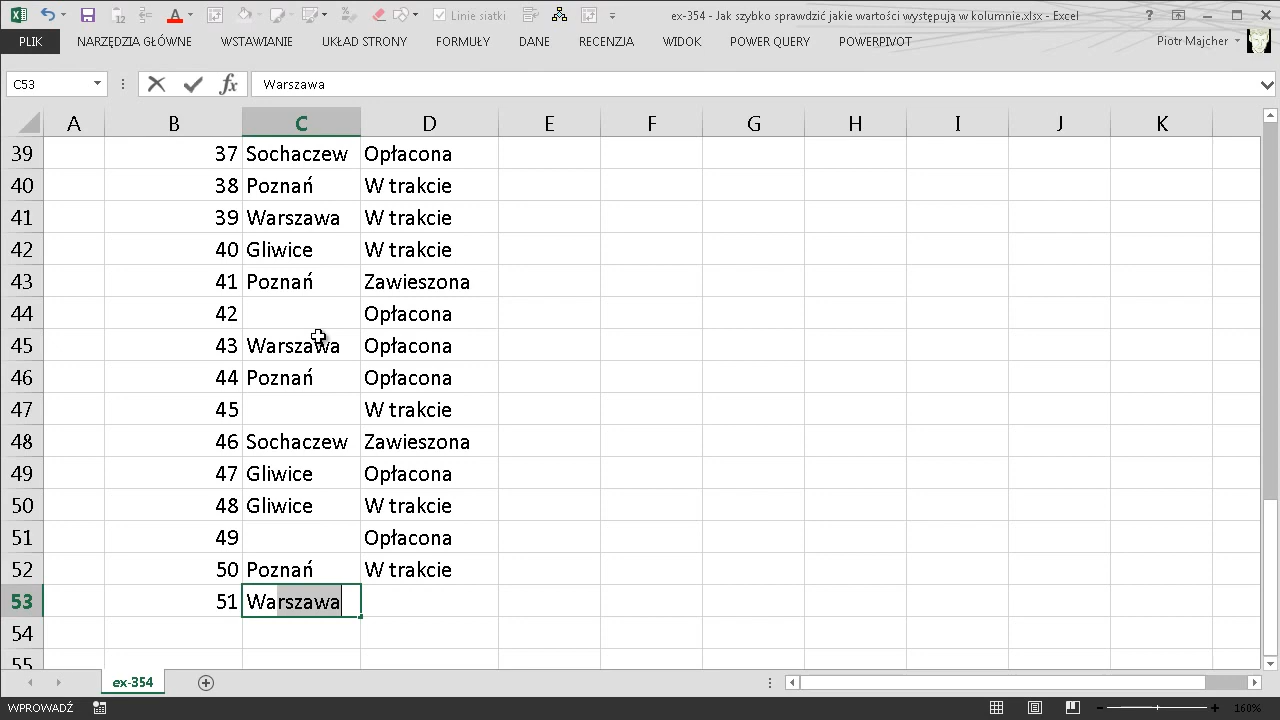 ex-354 - Jak szybko sprawdzić jakie wartości występują w kolumnie.xlsx - Excel
Linie siatki
PLIK NARZĘDZIA GŁÓWNE WSTAWIANIE UKŁAD STRONY FORMUŁY DANE RECENZJA WIDOK POWER QUERY POWERPIVOT Piotr Majcher
C53 fx Warszawa
A B C D E F G H I J K
39 37 Sochaczew Opłacona
40 38 Poznań W trakcie
41 39 Warszawa W trakcie
42 40 Gliwice W trakcie
43 41 Poznań Zawieszona
44 42 Opłacona
45 43 Warszawa Opłacona
46 44 Poznań Opłacona
47 45 W trakcie
48 46 Sochaczew Zawieszona
49 47 Gliwice Opłacona
50 48 Gliwice W trakcie
51 49 Opłacona
52 50 Poznań W trakcie
53 51 Warszawa
54
55
ex-354
WPROWADŹ 160%